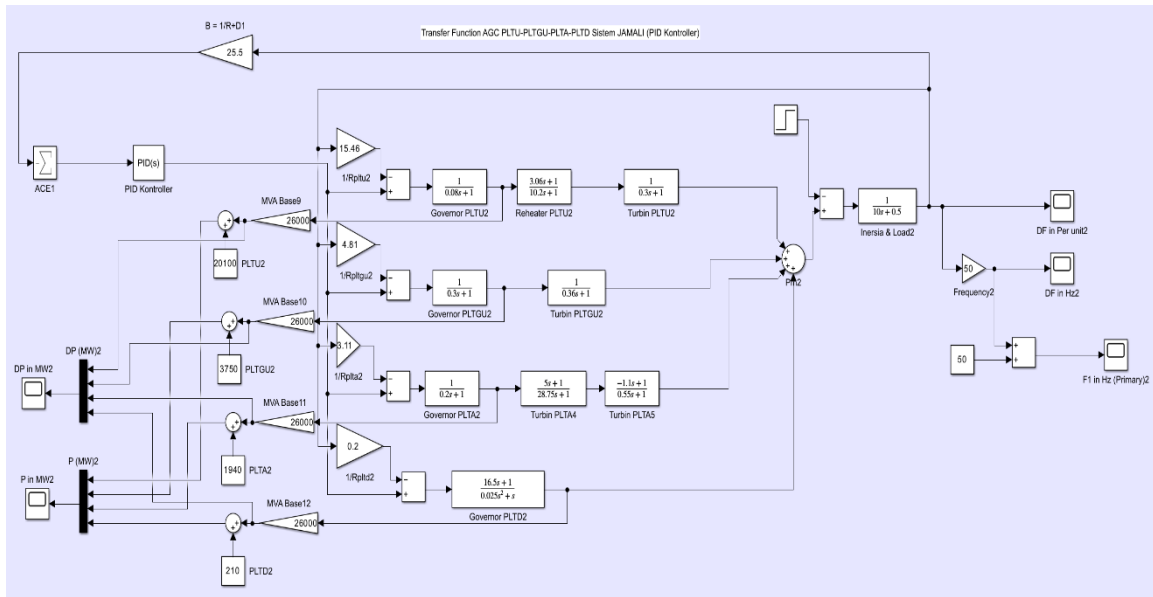 Transfer Function AGC PLTU-PLTGU-PLTA-PLTD Sistem JAMALI (PID Kontroller)
B = 1/R+D1
25.5
ACE1
PID(s)
PID Kontroller
15.46
1/Rpltu2
1
0.08s + 1
Governor PLTU2
3.06s + 1
10.2s + 1
Reheater PLTU2
1
0.3s + 1
Turbin PLTU2
1
10s + 0.5
Inersia & Load2
DF in Per unit2
MVA Base9
26000
20100
PLTU2
4.81
1/Rpltgu2
1
0.3s + 1
Governor PLTGU2
1
0.36s + 1
Turbin PLTGU2
Pm2
50
Frequency2
DF in Hz2
MVA Base10
26000
3750
PLTGU2
3.11
1/Rplta2
1
0.2s + 1
Governor PLTA2
5s + 1
28.75s + 1
Turbin PLTA4
-1.1s + 1
0.55s + 1
Turbin PLTA5
50
F1 in Hz (Primary)2
DP (MW)2
DP in MW2
MVA Base11
26000
1940
PLTA2
0.2
1/Rpltd2
16.5s + 1
0.025s² + s
Governor PLTD2
P (MW)2
P in MW2
MVA Base12
26000
210
PLTD2